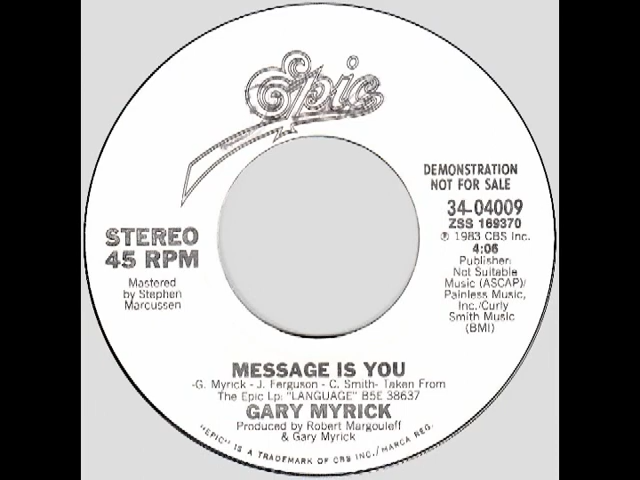 Epic
DEMONSTRATION
NOT FOR SALE
34-04009
ZSS 169370
℗ 1983 CBS Inc.
4:06
Publisher:
Not Suitable
Music (ASCAP)/
Painless Music,
Inc./Curly
Smith Music
(BMI)
STEREO
45 RPM
Mastered
by Stephen
Marcussen
MESSAGE IS YOU
-G. Myrick - J. Ferguson - C. Smith- Taken From
The Epic Lp: "LANGUAGE" B5E 38637
GARY MYRICK
Produced by Robert Margouleff
& Gary Myrick
"EPIC" IS A TRADEMARK OF CBS INC./MARCA REG.